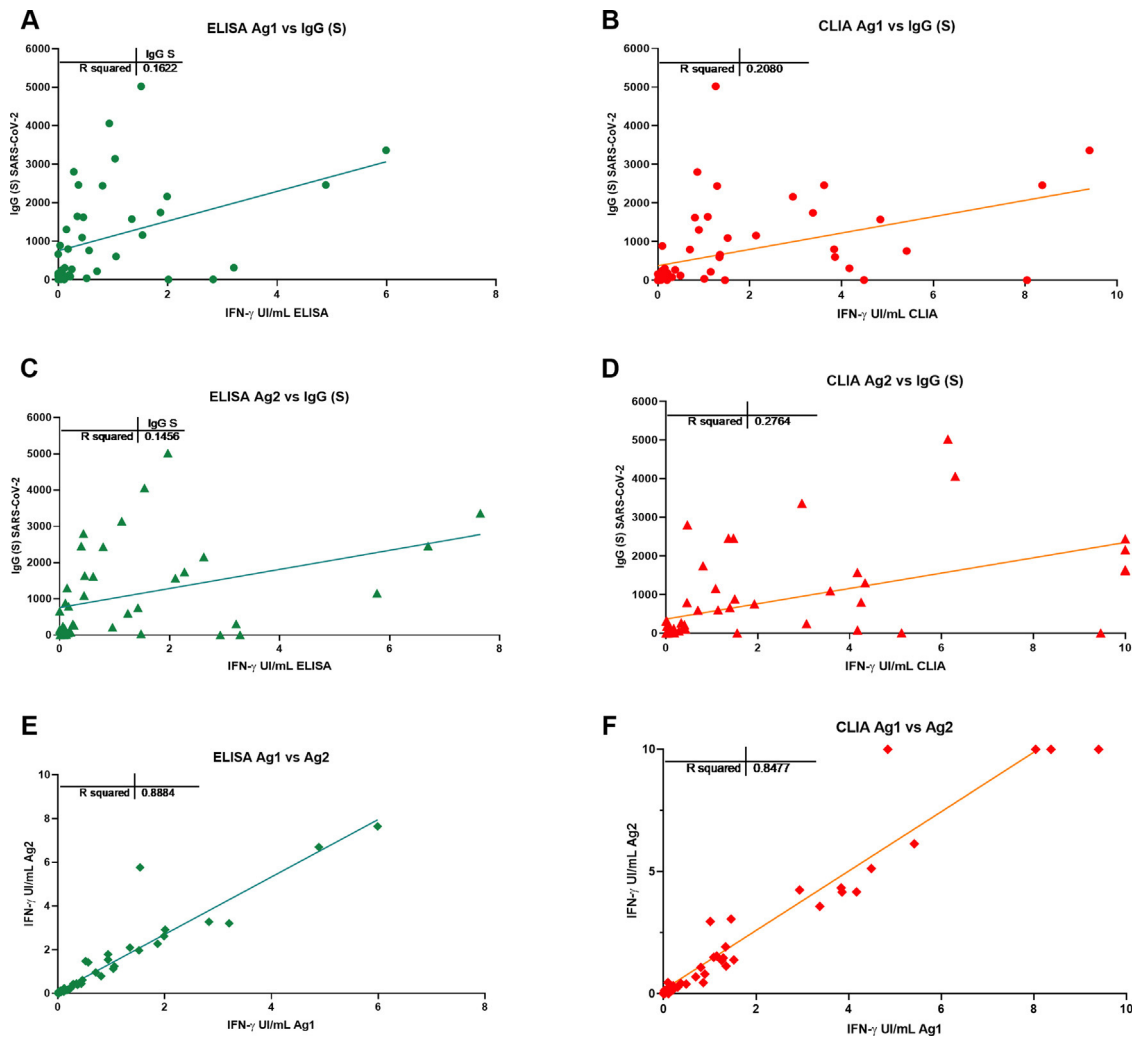 A
ELISA Ag1 vs IgG (S)
IgG S
R squared 0.1622
6000
5000
4000
3000
2000
1000
0
IgG (S) SARS-CoV-2
0 2 4 6 8
IFN-γ UI/mL ELISA
B
CLIA Ag1 vs IgG (S)
R squared 0.2080
6000
5000
4000
3000
2000
1000
0
IgG (S) SARS-CoV-2
0 2 4 6 8 10
IFN-γ UI/mL CLIA
C
ELISA Ag2 vs IgG (S)
IgG S
R squared 0.1456
6000
5000
4000
3000
2000
1000
0
IgG (S) SARS-CoV-2
0 2 4 6 8
IFN-γ UI/mL ELISA
D
CLIA Ag2 vs IgG (S)
R squared 0.2764
6000
5000
4000
3000
2000
1000
0
IgG (S) SARS-CoV-2
0 2 4 6 8 10
IFN-γ UI/mL CLIA
E
ELISA Ag1 vs Ag2
R squared 0.8884
10
8
6
4
2
0
IFN-γ UI/mL Ag2
0 2 4 6 8
IFN-γ UI/mL Ag1
F
CLIA Ag1 vs Ag2
R squared 0.8477
10
5
0
IFN-γ UI/mL Ag2
0 2 4 6 8 10
IFN-γ UI/mL Ag1